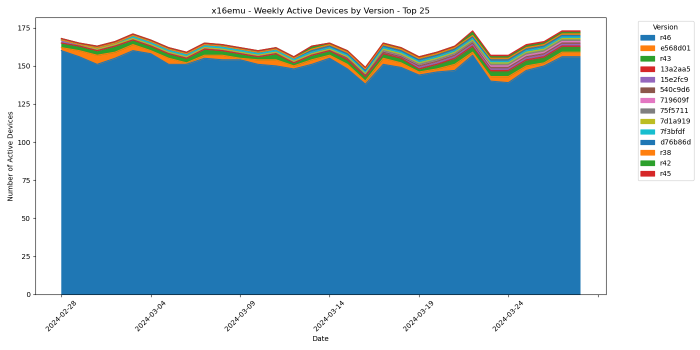 x16emu - Weekly Active Devices by Version - Top 25
Number of Active Devices
175
150
125
100
75
50
25
0
2024-02-28
2024-03-04
2024-03-09
2024-03-14
2024-03-19
2024-03-24
Date
Version
r46
e568d01
r43
13a2aa5
15e2fc9
540c9d6
719609f
75f5711
7d1a919
7f3bfdf
d76b86d
r38
r42
r45